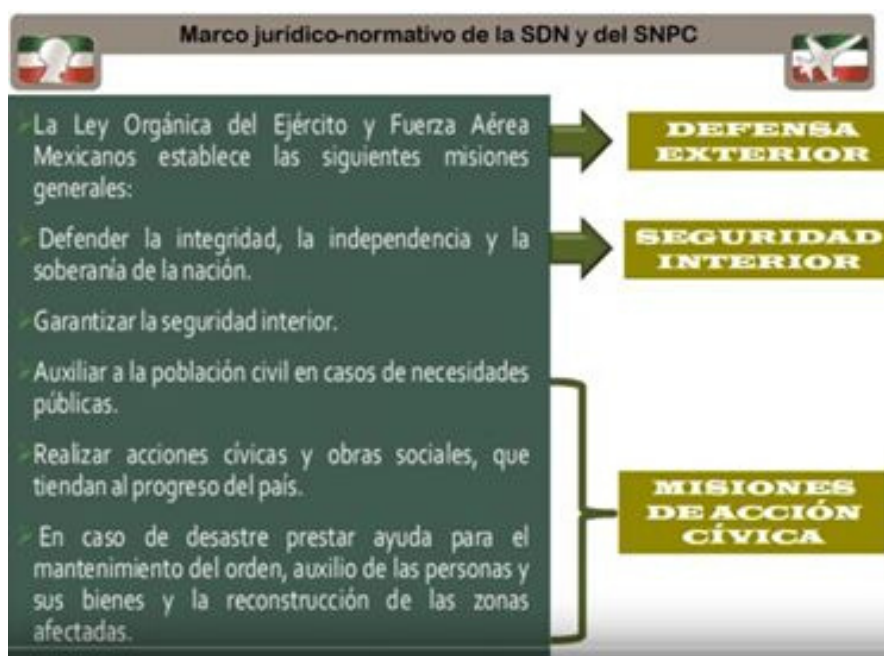 Marco jurídico-normativo de la SDN y del SNPC
La Ley Orgánica del Ejército y Fuerza Aérea
Mexicanos establece las siguientes misiones
generales:
Defender la integridad, la independencia y la
soberanía de la nación.
Garantizar la seguridad interior.
Auxiliar a la población civil en casos de necesidades
públicas.
Realizar acciones cívicas y obras sociales, que
tiendan al progreso del país.
En caso de desastre prestar ayuda para el
mantenimiento del orden, auxilio de las personas y
sus bienes y la reconstrucción de las zonas
afectadas.
DEFENSA
EXTERIOR
SEGURIDAD
INTERIOR
MISIONES
DE ACCIÓN
CÍVICA